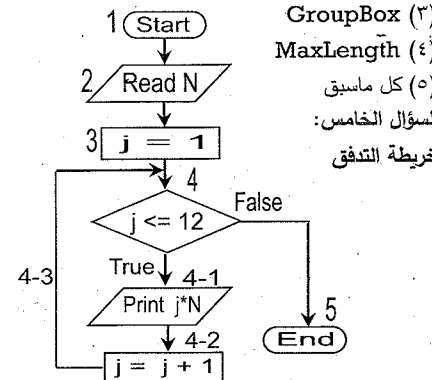 (٣) GroupBox
(٤) MaxLength
(٥) كل ماسبق
لسؤال الخامس:
خريطة التدفق
1 Start
2 Read N
3 j = 1
4
j <= 12
False
True
4-1
Print j*N
4-2
j = j + 1
4-3
5
End